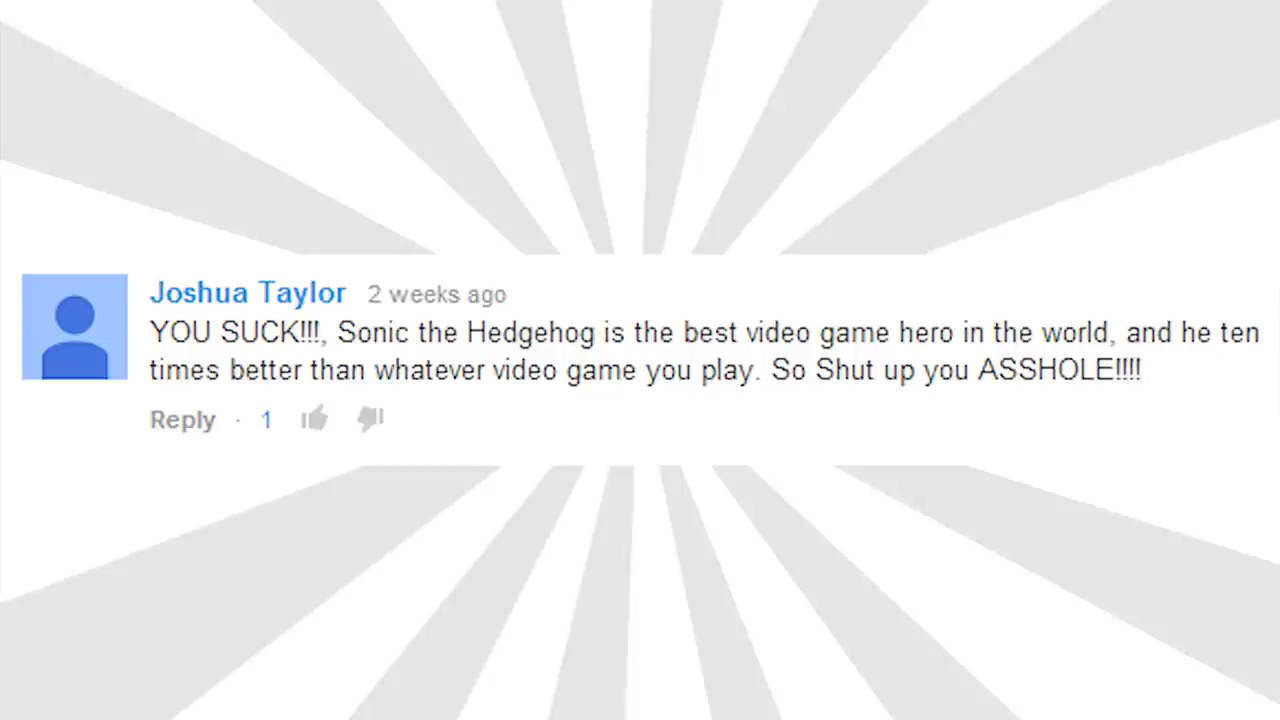 Joshua Taylor 2 weeks ago
YOU SUCK!!!, Sonic the Hedgehog is the best video game hero in the world, and he ten
times better than whatever video game you play. So Shut up you ASSHOLE!!!!
Reply · 1